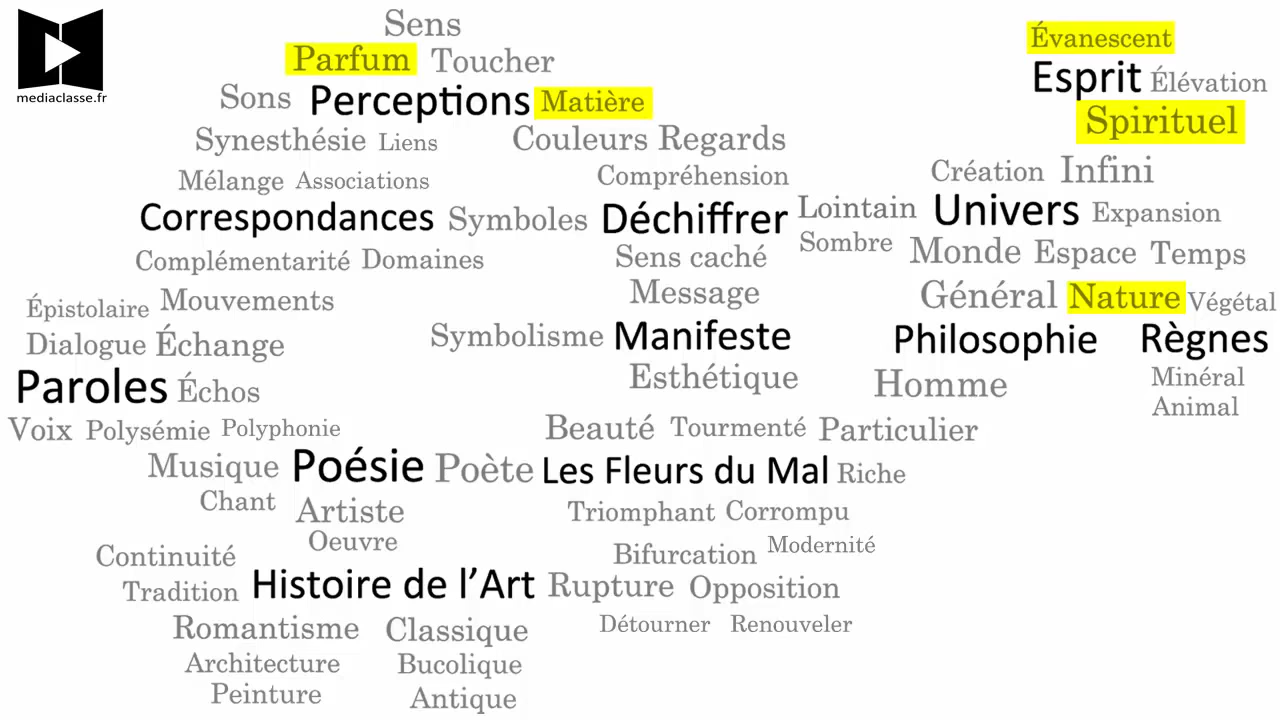 mediaclasse.fr
Sens
Parfum Toucher
Sons Perceptions Matière
Synesthésie Liens
Couleurs Regards
Mélange Associations
Compréhension
Correspondances Symboles Déchiffrer
Complémentarité Domaines
Sens caché
Message
Évanescent
Esprit Élévation
Spirituel
Création Infini
Lointain Univers Expansion
Sombre Monde Espace Temps
Général Nature Végétal
Philosophie Règnes
Homme
Minéral
Animal
Épistolaire Mouvements
Dialogue Échange
Paroles Échos
Voix Polysémie Polyphonie
Symbolisme Manifeste
Esthétique
Beauté Tourmenté Particulier
Musique Poésie Poète Les Fleurs du Mal Riche
Chant Artiste
Oeuvre
Triomphant Corrompu
Continuité
Bifurcation Modernité
Tradition Histoire de l'Art Rupture Opposition
Romantisme Classique
Détourner Renouveler
Architecture Bucolique
Peinture Antique